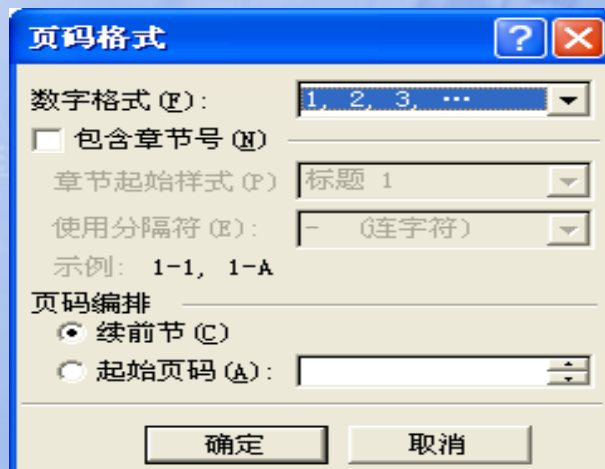 页码格式
数字格式(F): 1, 2, 3, …
包含章节号(N)
章节起始样式(P) 标题 1
使用分隔符(E): - (连字符)
示例: 1-1, 1-A
页码编排
续前节(C)
起始页码(A):
确定 取消